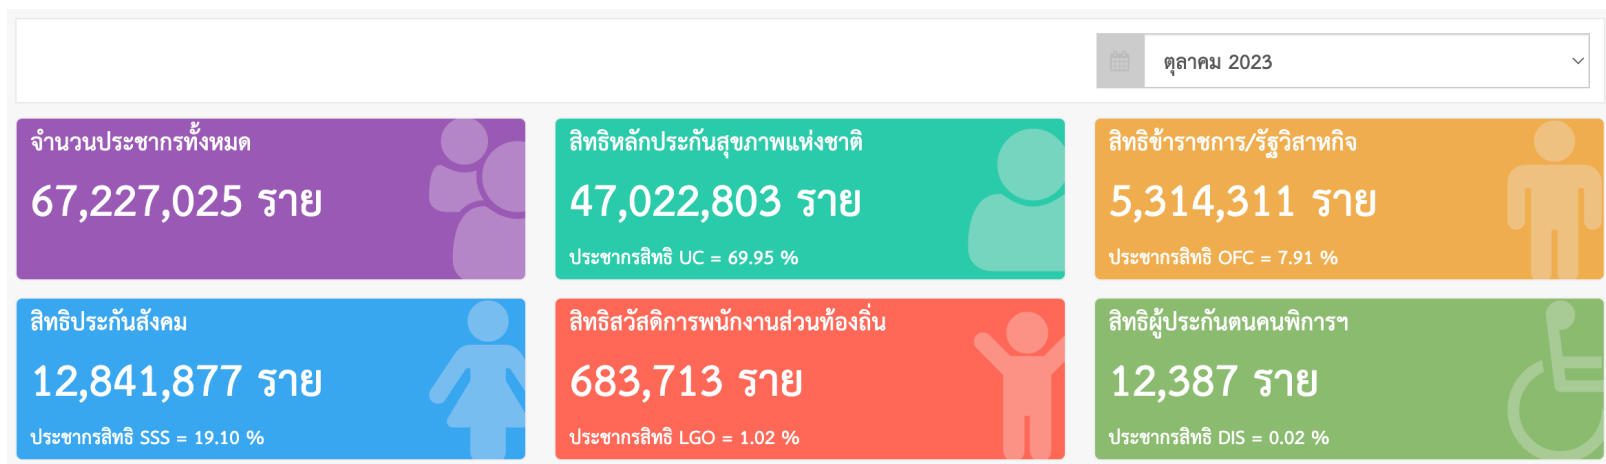 ตุลาคม 2023
จำนวนประชากรทั้งหมด
67,227,025 ราย
สิทธิหลักประกันสุขภาพแห่งชาติ
47,022,803 ราย
ประชากรสิทธิ UC = 69.95 %
สิทธิข้าราชการ/รัฐวิสาหกิจ
5,314,311 ราย
ประชากรสิทธิ OFC = 7.91 %
สิทธิประกันสังคม
12,841,877 ราย
ประชากรสิทธิ SSS = 19.10 %
สิทธิสวัสดิการพนักงานส่วนท้องถิ่น
683,713 ราย
ประชากรสิทธิ LGO = 1.02 %
สิทธิผู้ประกันตนคนพิการฯ
12,387 ราย
ประชากรสิทธิ DIS = 0.02 %